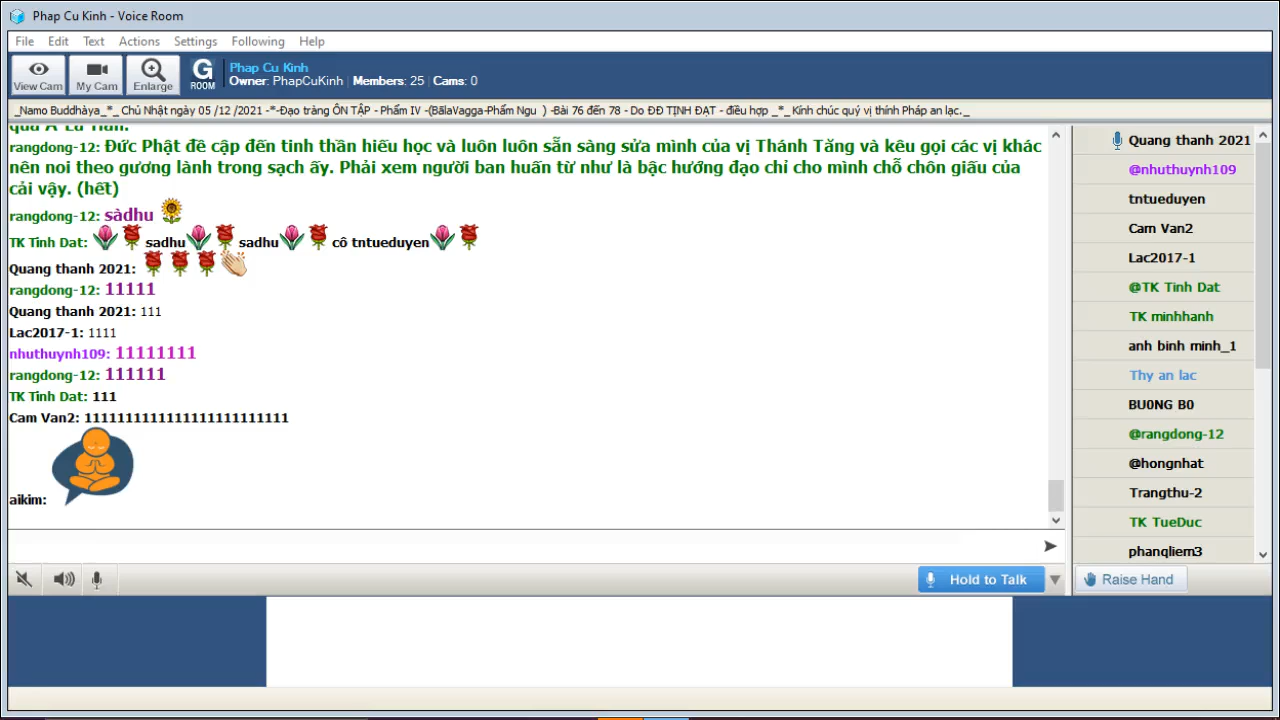 Phap Cu Kinh - Voice Room
File Edit Text Actions Settings Following Help
View Cam My Cam Enlarge G ROOM
Phap Cu Kinh
Owner: PhapCuKinh | Members: 25 | Cams: 0
_Namo Buddhàya_*_ Chủ Nhật ngày 05 /12 /2021 -*-Đạo tràng ÔN TẬP - Phẩm IV -(BãlaVagga-Phẩm Ngu ) -Bài 76 đến 78 - Do ĐĐ TỊNH ĐẠT - điều hợp _*_ Kính chúc quý vị thính Pháp an lạc._
quả A La Hán.
rangdong-12: Đức Phật đề cập đến tinh thần hiếu học và luôn luôn sẵn sàng sửa mình của vị Thánh Tăng và kêu gọi các vị khác
nên noi theo gương lành trong sạch ấy. Phải xem người ban huấn từ như là bậc hướng đạo chỉ cho mình chỗ chôn giấu của
cải vậy. (hết)
rangdong-12: sàdhu
TK Tinh Dat: sadhu sadhu cô tntueduyen
Quang thanh 2021:
rangdong-12: 11111
Quang thanh 2021: 111
Lac2017-1: 1111
nhuthuynh109: 11111111
rangdong-12: 111111
TK Tinh Dat: 111
Cam Van2: 1111111111111111111111111
aikim:
Hold to Talk
Quang thanh 2021
@nhuthuynh109
tntueduyen
Cam Van2
Lac2017-1
@TK Tinh Dat
TK minhhanh
anh binh minh_1
Thy an lac
BU0NG B0
@rangdong-12
@hongnhat
Trangthu-2
TK TueDuc
phanqliem3
Raise Hand